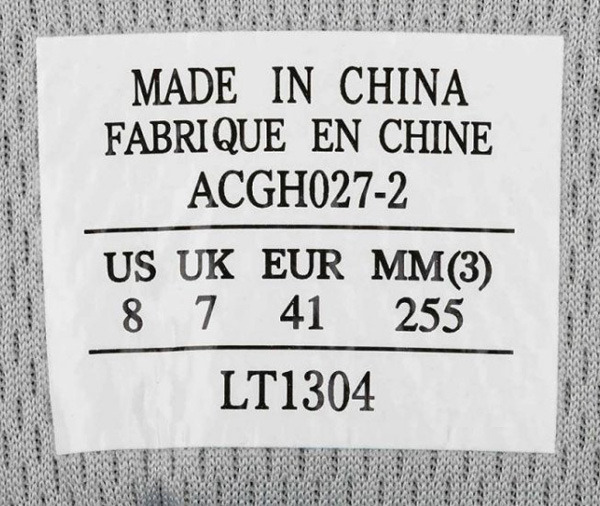 MADE IN CHINA
FABRIQUE EN CHINE
ACGH027-2
US UK EUR MM(3)
8 7 41 255
LT1304